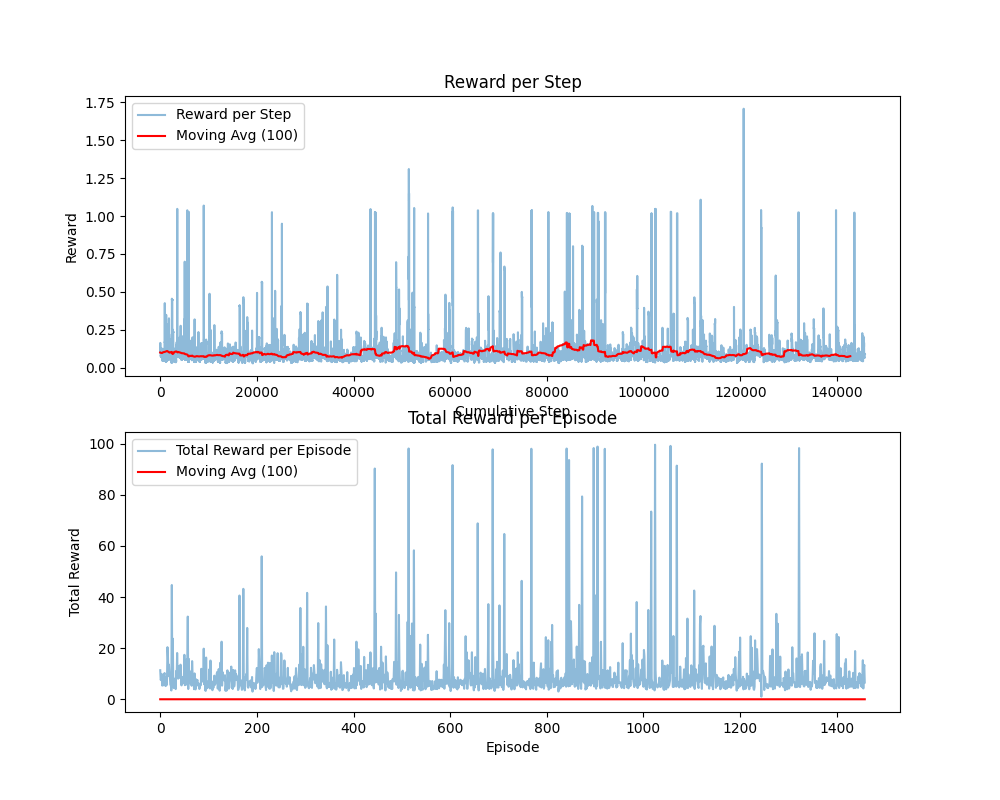 Reward per Step
1.75
1.50
1.25
1.00
0.75
0.50
0.25
0.00
Reward
Reward per Step
Moving Avg (100)
0 20000 40000 60000 80000 100000 120000 140000
Cumulative Step
Total Reward per Episode
100
80
60
40
20
0
Total Reward
Total Reward per Episode
Moving Avg (100)
0 200 400 600 800 1000 1200 1400
Episode